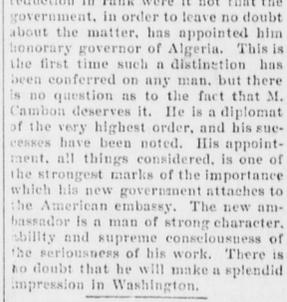 reduction in rank were it not that the
government, in order to leave no doubt
about the matter, has appointed him
honorary governor of Algeria. This is
the first time such a distinction has
been conferred on any man, but there
is no question as to the fact that M.
Cambon deserves it. He is a diplomat
of the very highest order, and his suc-
cesses have been noted. His appoint-
ment, all things considered, is one of
the strongest marks of the importance
which his new government attaches to
the American embassy. The new am-
bassador is a man of strong character,
ability and supreme consciousness of
the seriousness of his work. There is
no doubt that he will make a splendid
impression in Washington.